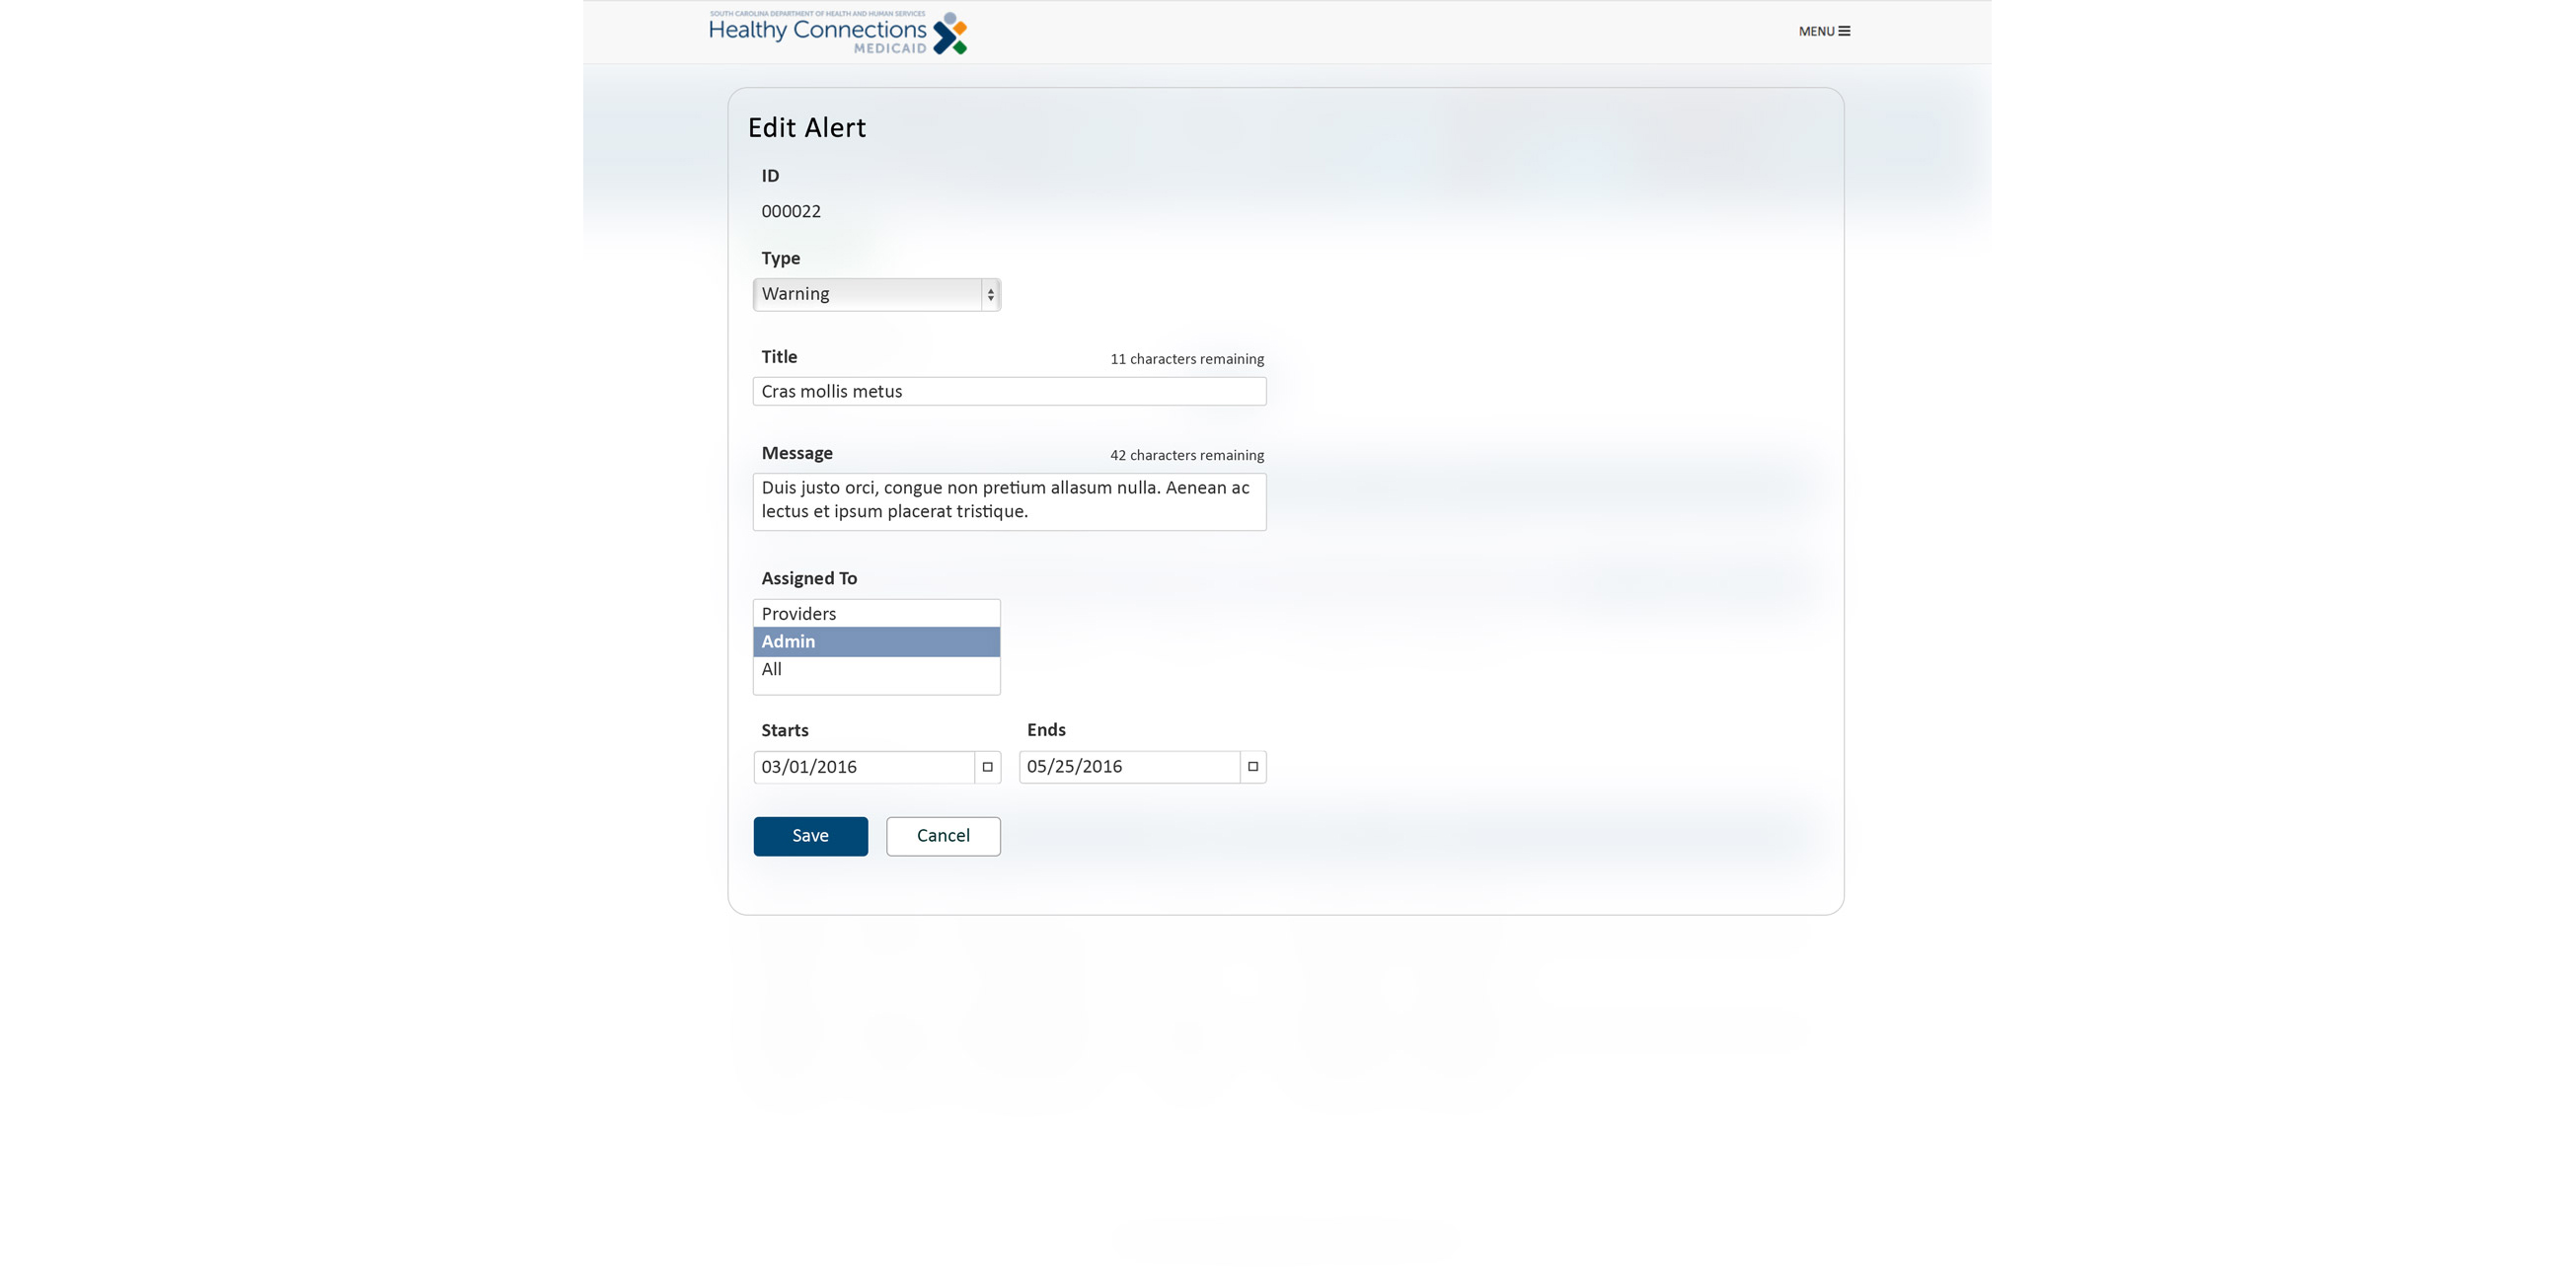 SOUTH CAROLINA DEPARTMENT OF HEALTH AND HUMAN SERVICES
Healthy Connections
MEDICAID
MENU
Edit Alert
ID
000022
Type
Warning
Title
11 characters remaining
Cras mollis metus
Message
42 characters remaining
Duis justo orci, congue non pretium allasum nulla. Aenean ac
lectus et ipsum placerat tristique.
Assigned To
Providers
Admin
All
Starts
Ends
03/01/2016
05/25/2016
Save
Cancel